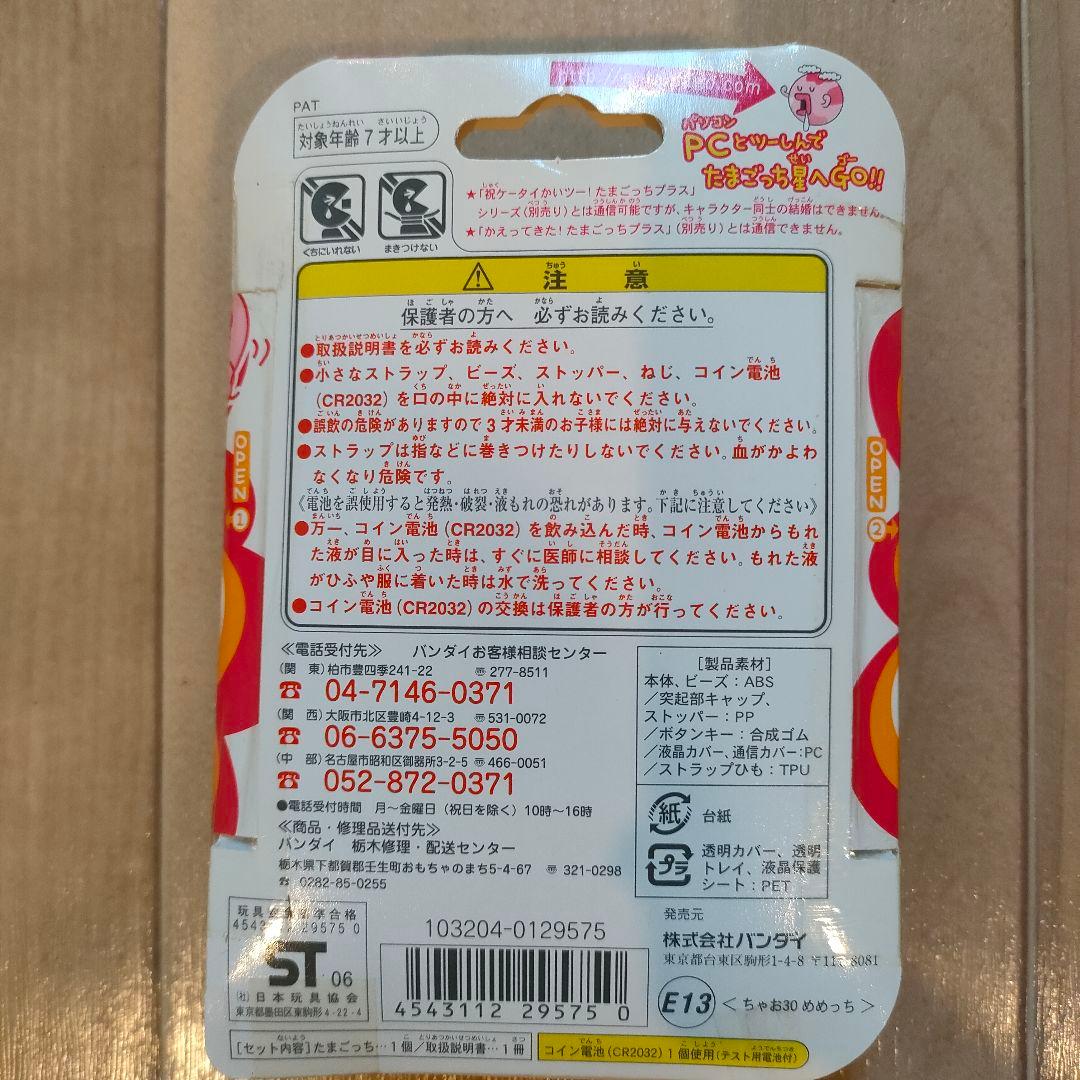 PAT
対象年齢7才以上
たいしょうねんれい さいいじょう
くちにいれない
まきつけない
パソコン
PCとツーしんで
たまごっち星へGO!!
★「祝ケータイかいツー!たまごっちプラス」
シリーズ(別売り)とは通信可能ですが、キャラクター同士の結婚はできません。
★「かえってきた!たまごっちプラス」(別売り)とは通信できません。
注意
保護者の方へ 必ずお読みください。
●取扱説明書を必ずお読みください。
●小さなストラップ、ビーズ、ストッパー、ねじ、コイン電池
(CR2032)を口の中に絶対に入れないでください。
●誤飲の危険がありますので3才未満のお子様には絶対に与えないでください。
●ストラップは指などに巻きつけたりしないでください。血がかよわ
なくなり危険です。
《電池を誤使用すると発熱・破裂・液もれの恐れがあります。下記に注意してください》
●万一、コイン電池(CR2032)を飲み込んだ時、コイン電池からもれ
た液が目に入った時は、すぐに医師に相談してください。もれた液
がひふや服に着いた時は水で洗ってください。
●コイン電池(CR2032)の交換は保護者の方が行ってください。
OPEN
①
OPEN
②
≪電話受付先≫ バンダイお客様相談センター
(関 東)柏市豊四季241-22 〠277-8511
☎ 04-7146-0371
(関 西)大阪市北区豊崎4-12-3 〠531-0072
☎ 06-6375-5050
(中 部)名古屋市昭和区御器所3-2-5 〠466-0051
☎ 052-872-0371
●電話受付時間 月〜金曜日(祝日を除く)10時〜16時
≪商品・修理品送付先≫
バンダイ 栃木修理・配送センター
栃木県下都賀郡壬生町おもちゃのまち5-4-67 〠321-0298
☎ 0282-85-0255
[製品素材]
本体、ビーズ:ABS
/突起部キャップ、
ストッパー:PP
/ボタンキー:合成ゴム
/液晶カバー、通信カバー:PC
/ストラップひも:TPU
紙
台紙
プラ
透明カバー、透明
トレイ、液晶保護
シート:PET
発売元
株式会社バンダイ
東京都台東区駒形1-4-8
E13
<ちゃお30 めめっち>
ST
06
(社)日本玩具協会
東京都墨田区東駒形4-22-4
103204-0129575
4543112 29575 0
[セット内容]たまごっち…1個/取扱説明書…1冊
コイン電池(CR2032)1個使用(テスト用電池付)